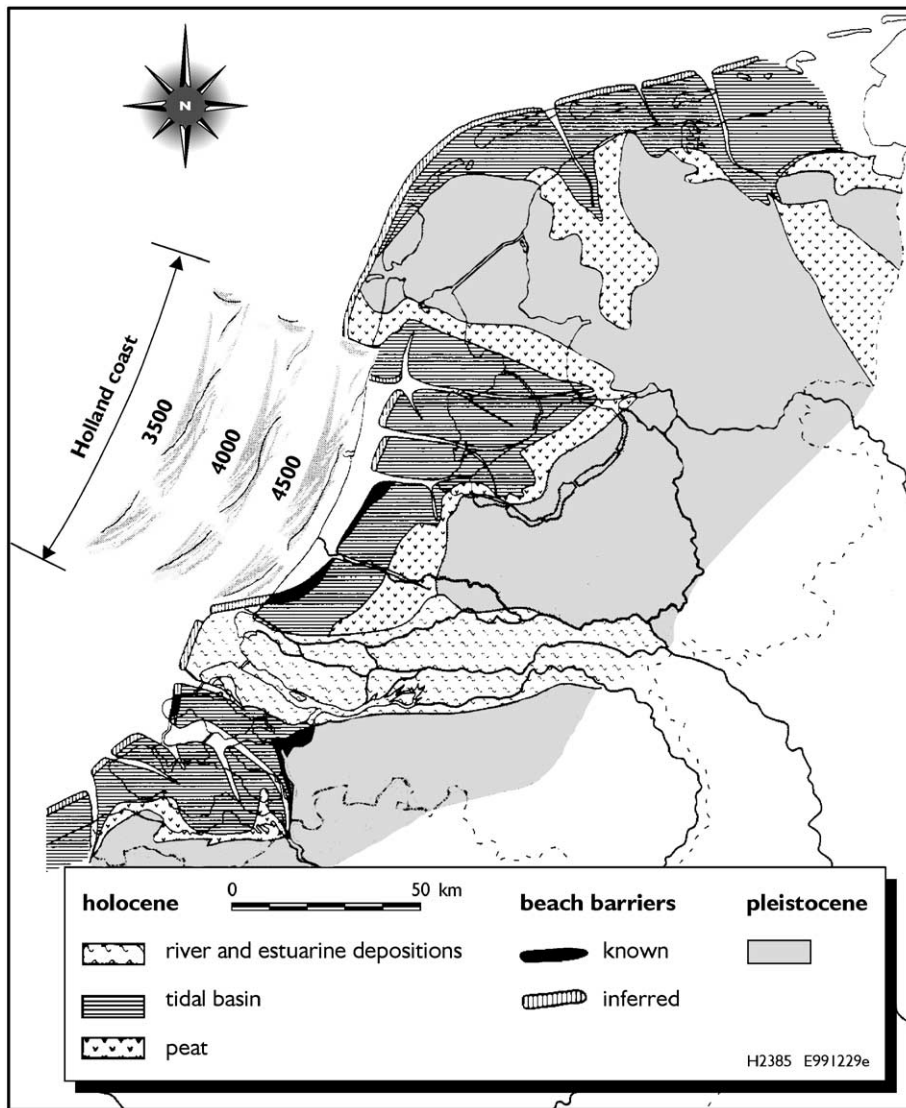 N
Holland coast
3500
4000
4500
holocene
0 50 km
beach barriers
pleistocene
river and estuarine depositions
known
tidal basin
inferred
peat
H2385 E991229e